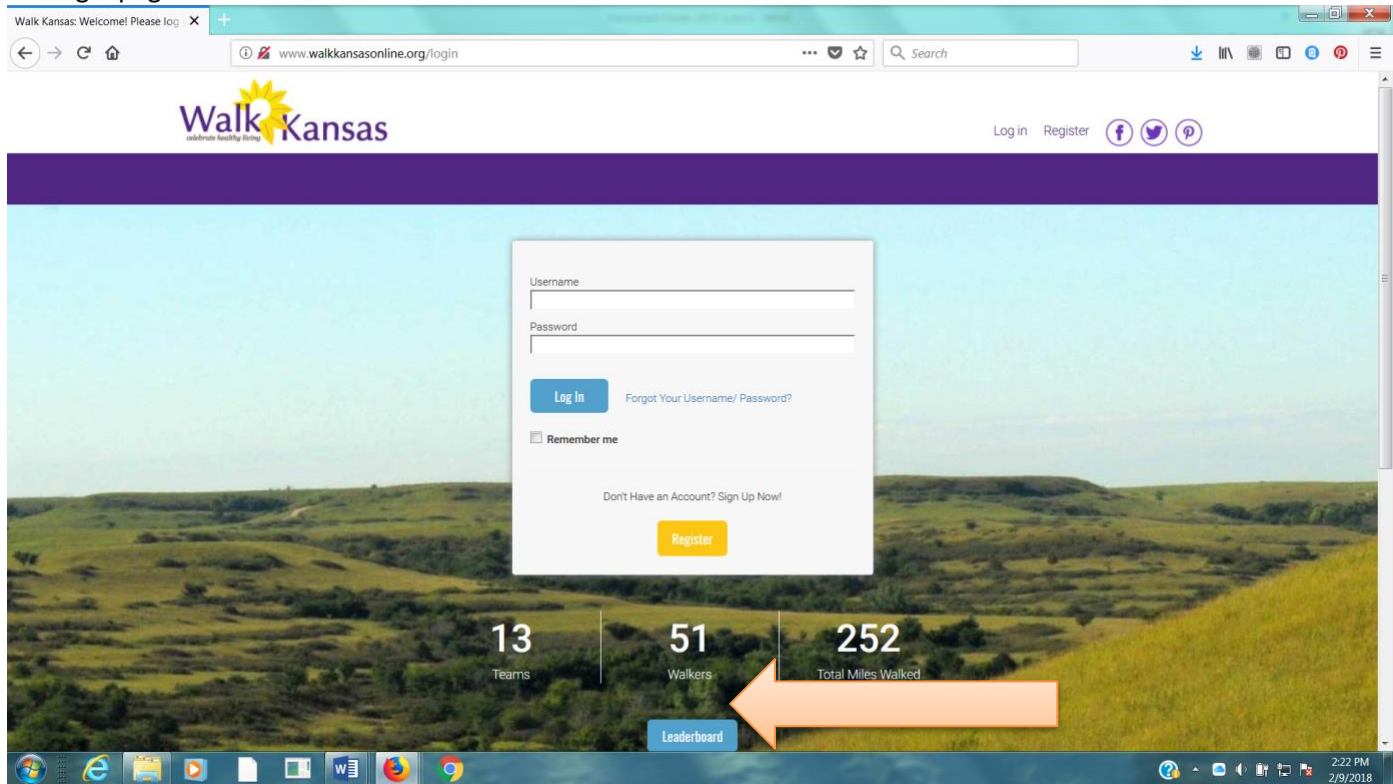 Walk Kansas: Welcome! Please log
www.walkkansasonline.org/login
Search
Walk Kansas
celebrate healthy living
Log in Register
Username
Password
Log In Forgot Your Username/ Password?
Remember me
Don't Have an Account? Sign Up Now!
Register
13 51 252
Teams Walkers Total Miles Walked
Leaderboard
2:22 PM
2/9/2018